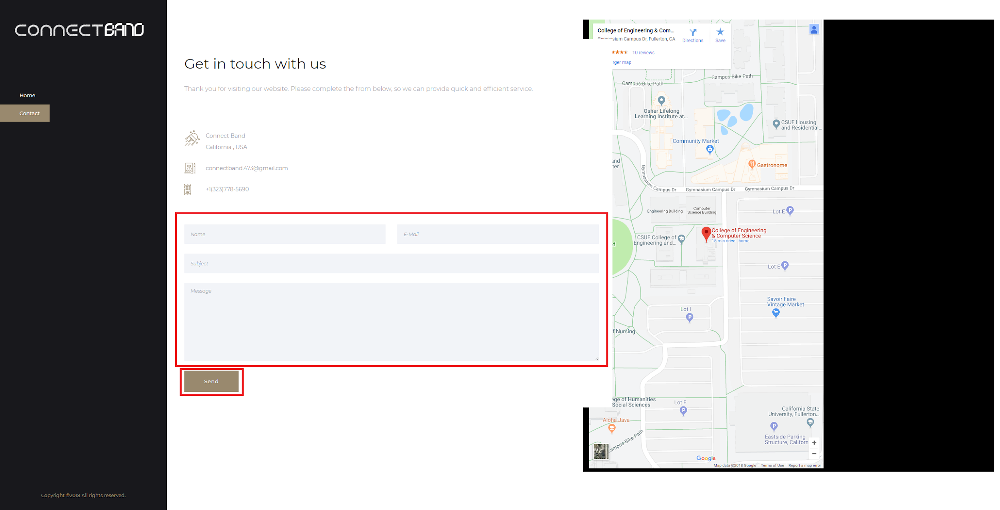 CONNECTBAND
Home
Contact
Copyright ©2018 All rights reserved.
Get in touch with us
Thank you for visiting our website. Please complete the from below, so we can provide quick and efficient service.
Connect Band
California , USA
connectband.473@gmail.com
+1(323)778-5690
Name
E-Mail
Subject
Message
Send
College of Engineering & Com...
Gymnasium Campus Dr, Fullerton, CA
Directions
Save
10 reviews
rger map
Campus Bike Path
Campus Bike Path
Osher Lifelong
Learning Institute at...
CSUF Housing
and Residential...
Community Market
and
ter
Gastronome
Gymnasium Campus Dr
Gymnasium Campus Dr
Gymnasium Campus Dr
Engineering Building
Computer
Science Building
Lot E
College of Engineering
& Computer Science
15 min drive - home
CSUF College of
Engineering and...
d
Lot E
Savoir Faire
Vintage Market
Lot I
f Nursing
ege of Humanities
Social Sciences
Lot F
California State
University, Fullerton...
Aloha Java
Campus Bike Path
Eastside Parking
Structure, Californ
Google
Map data ©2018 Google
Terms of Use
Report a map error